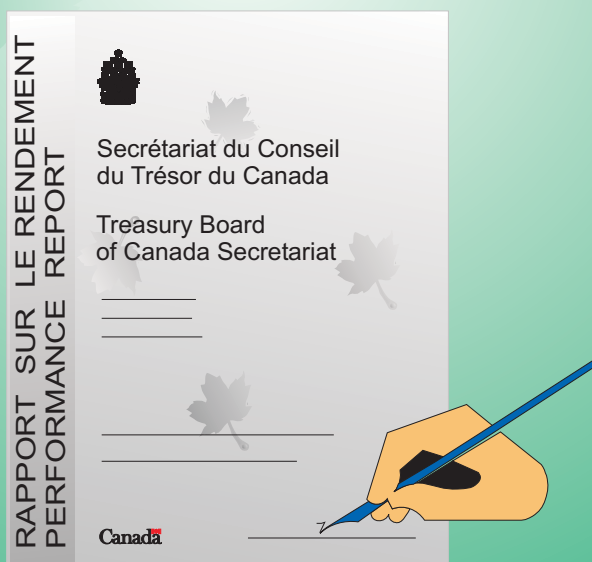 RAPPORT SUR LE RENDEMENT
PERFORMANCE REPORT
Secrétariat du Conseil
du Trésor du Canada
Treasury Board
of Canada Secretariat
Canada